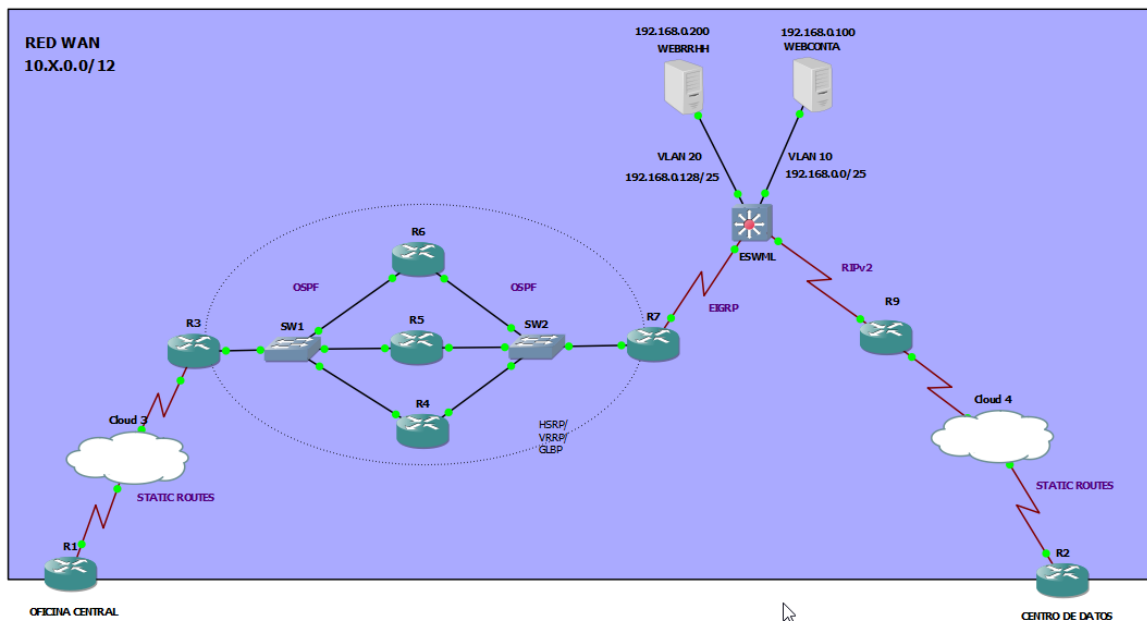 RED WAN
10.X.0.0/12
192.168.0.200
WEBRRHH
192.168.0.100
WEBCONTA
VLAN 20
192.168.0.128/25
VLAN 10
192.168.0.0/25
ESWML
R6
OSPF
OSPF
EIGRP
RIPv2
R3
SW1
R5
SW2
R7
R9
R4
HSRP/
VRRP/
GLBP
Cloud 3
Cloud 4
STATIC ROUTES
STATIC ROUTES
R1
R2
OFICINA CENTRAL
CENTRO DE DATOS